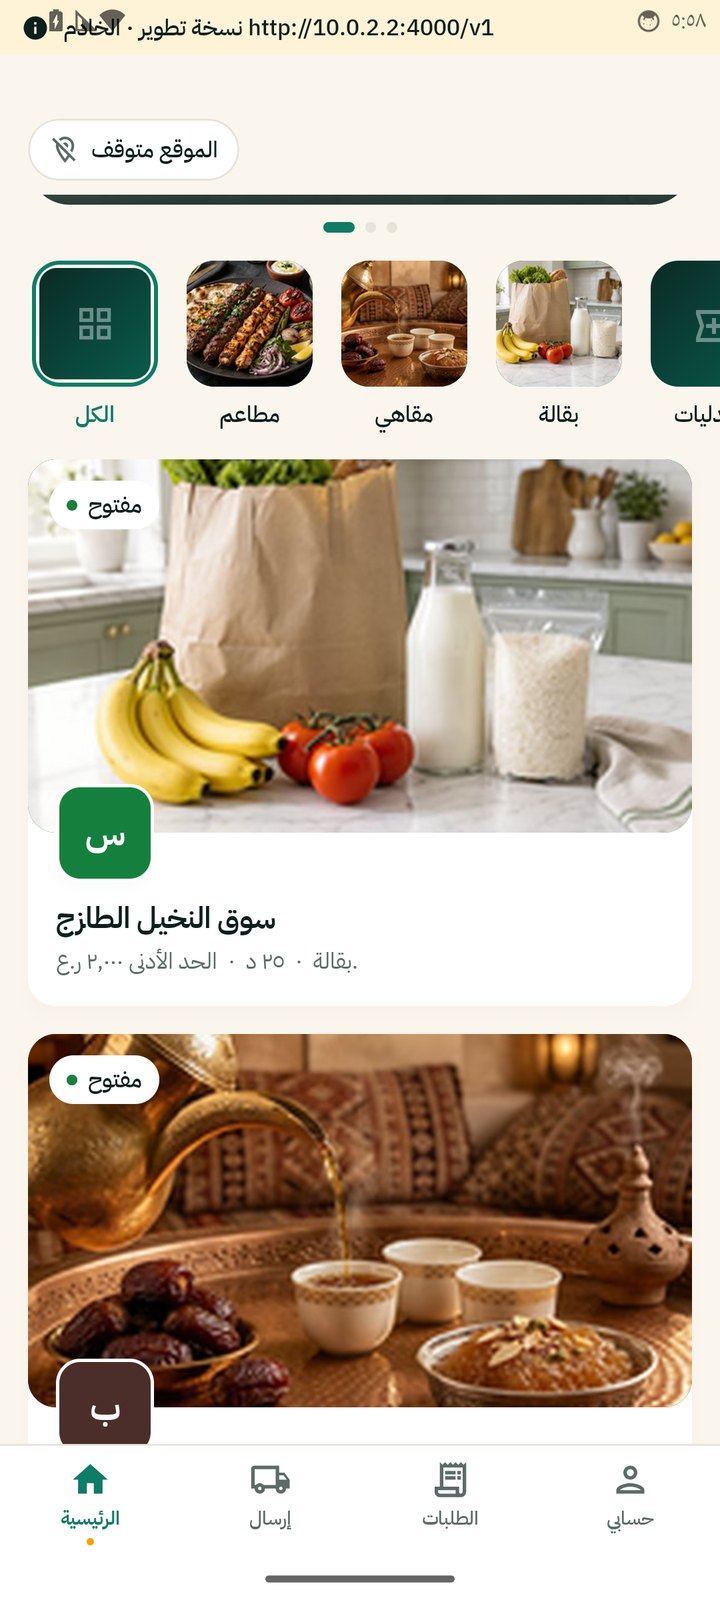 نسخة تطوير · الخادم http://10.0.2.2:4000/v1
٥:٥٨
الموقع متوقف
الكل
مطاعم
مقاهي
بقالة
مفتوح
س
سوق النخيل الطازج
بقالة · ٢٥ د · الحد الأدنى ٢,٠٠٠ ر.ع.
مفتوح
ب
الرئيسية
إرسال
الطلبات
حسابي